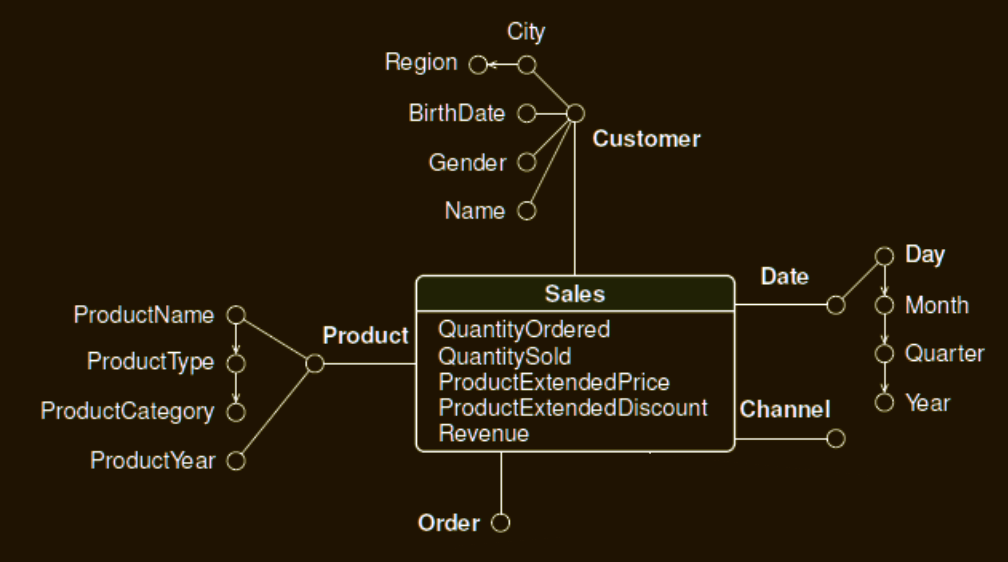 City
Region
BirthDate
Customer
Gender
Name
Day
Date
Sales
Month
ProductName
QuantityOrdered
Product
QuantitySold
Quarter
ProductType
ProductExtendedPrice
Year
ProductCategory
ProductExtendedDiscount
Channel
Revenue
ProductYear
Order